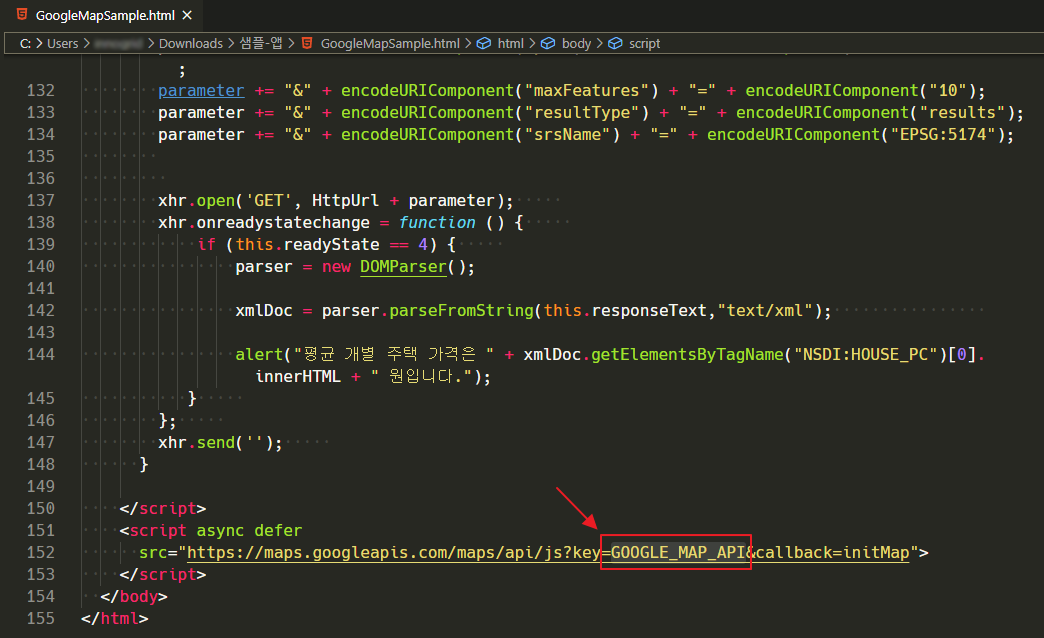 GoogleMapSample.html ×
C: > Users > > Downloads > 샘플-앱 > GoogleMapSample.html > html > body > script
;
132 parameter += "&" + encodeURIComponent("maxFeatures") + "=" + encodeURIComponent("10");
133 parameter += "&" + encodeURIComponent("resultType") + "=" + encodeURIComponent("results");
134 parameter += "&" + encodeURIComponent("srsName") + "=" + encodeURIComponent("EPSG:5174");
135
136
137 xhr.open('GET', HttpUrl + parameter);
138 xhr.onreadystatechange = function () {
139 if (this.readyState == 4) {
140 parser = new DOMParser();
141
142 xmlDoc = parser.parseFromString(this.responseText,"text/xml");
143
144 alert("평균 개별 주택 가격은 " + xmlDoc.getElementsByTagName("NSDI:HOUSE_PC")[0].
innerHTML + " 원입니다.");
145 }
146 };
147 xhr.send('');
148 }
149
150 </script>
151 <script async defer
152 src="https://maps.googleapis.com/maps/api/js?key=GOOGLE_MAP_API&callback=initMap">
153 </script>
154 </body>
155 </html>